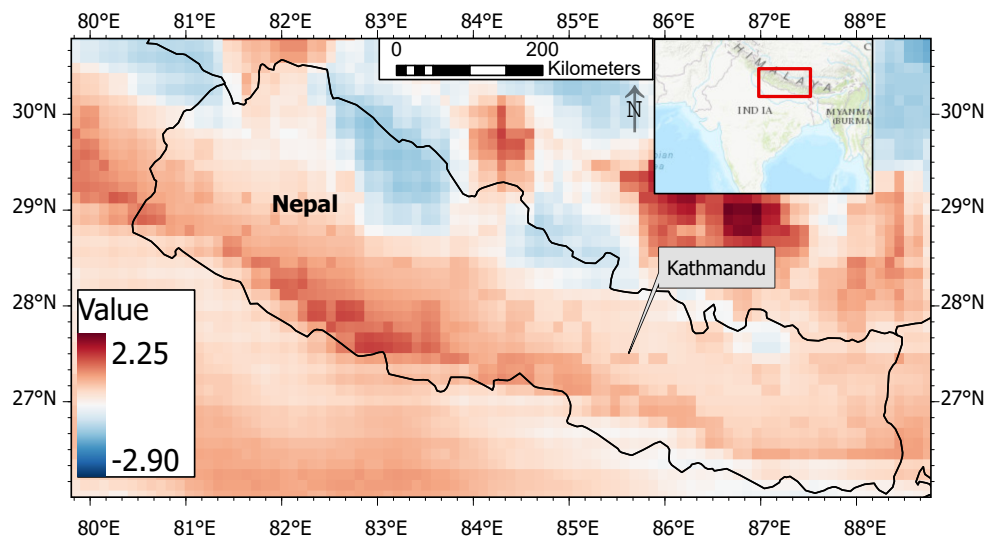 80°E 81°E 82°E 83°E 84°E 85°E 86°E 87°E 88°E
0 200
Kilometers
HIMALAYA
INDIA
MYANMA
(BURMA
N
30°N 30°N
29°N 29°N
28°N 28°N
27°N 27°N
Nepal
Kathmandu
Value
2.25
-2.90
80°E 81°E 82°E 83°E 84°E 85°E 86°E 87°E 88°E